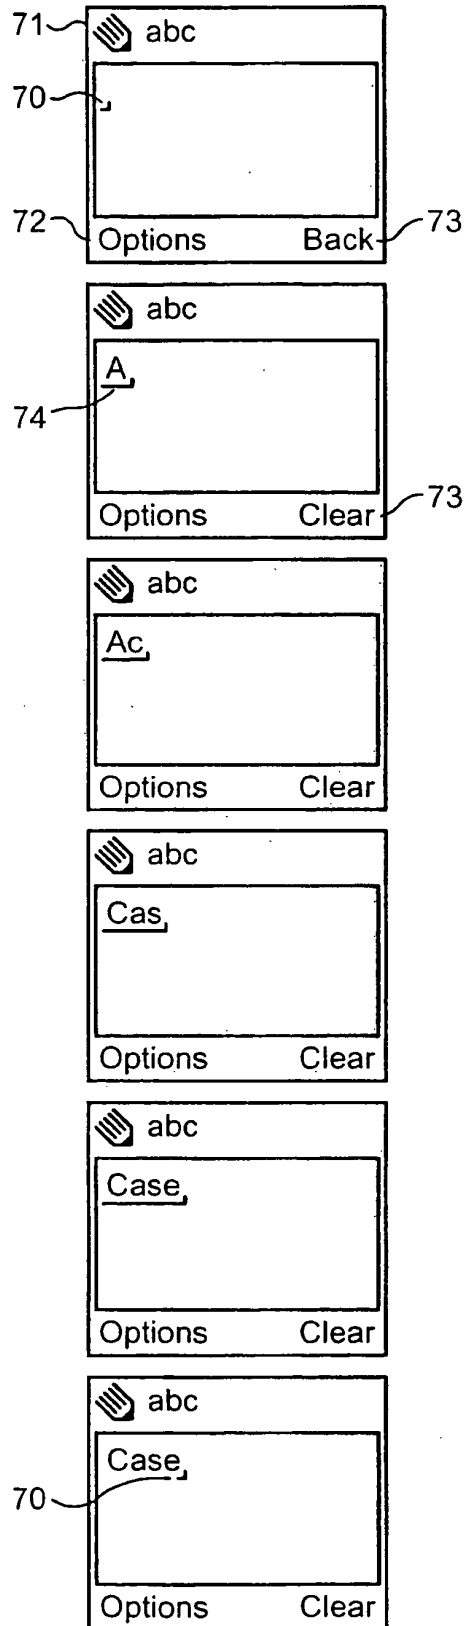 71 abc
70
72 Options Back 73
abc
A
74
Options Clear 73
abc
Ac
Options Clear
abc
Cas
Options Clear
abc
Case
Options Clear
abc
Case
70
Options Clear